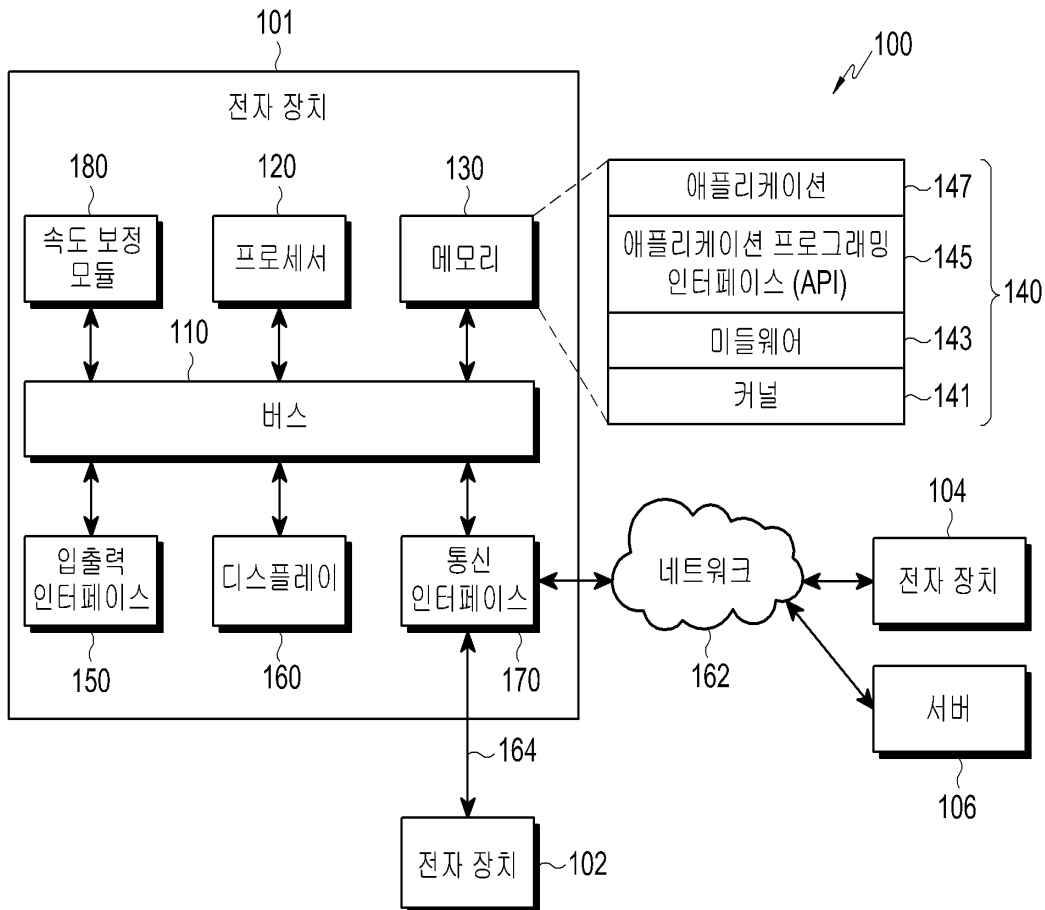 101
100
전자 장치
180
120
130
속도 보정
모듈
프로세서
메모리
애플리케이션
147
애플리케이션 프로그래밍
인터페이스 (API)
145
140
미들웨어
143
커널
141
110
버스
입출력
인터페이스
디스플레이
통신
인터페이스
네트워크
104
전자 장치
150
160
170
162
서버
106
164
전자 장치
102